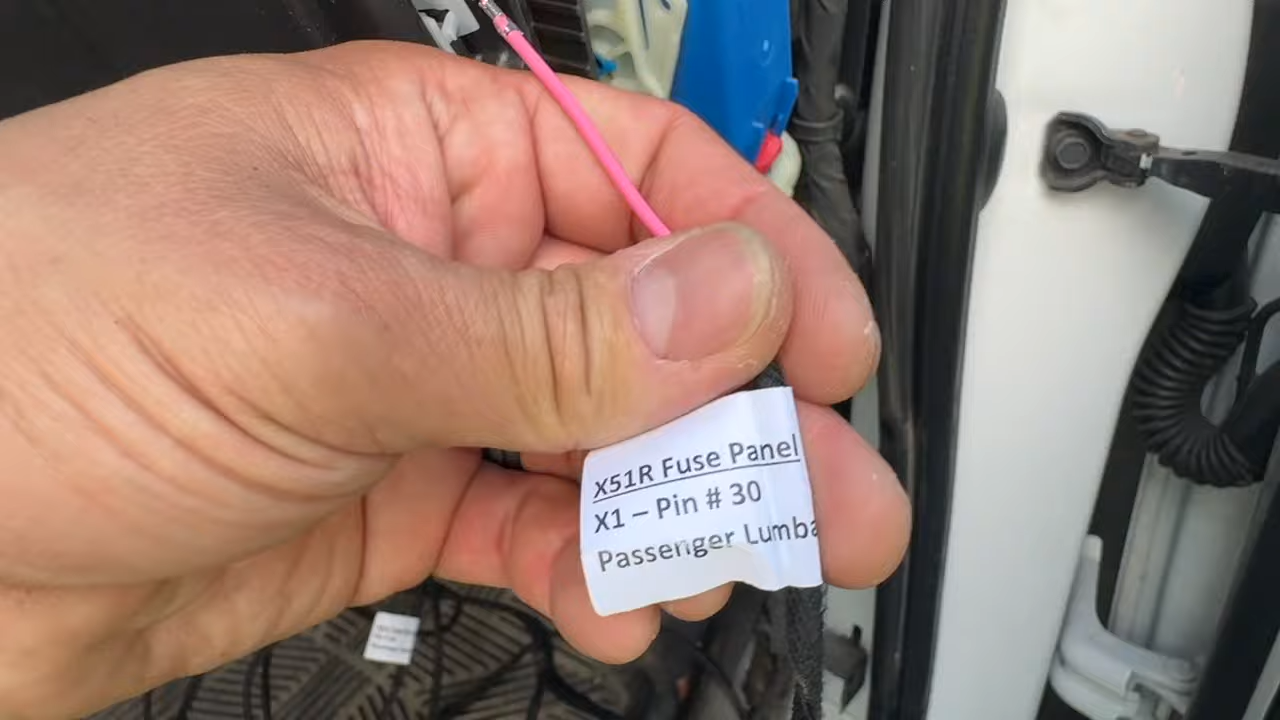 X51R Fuse Panel
X1 – Pin # 30
Passenger Lumba